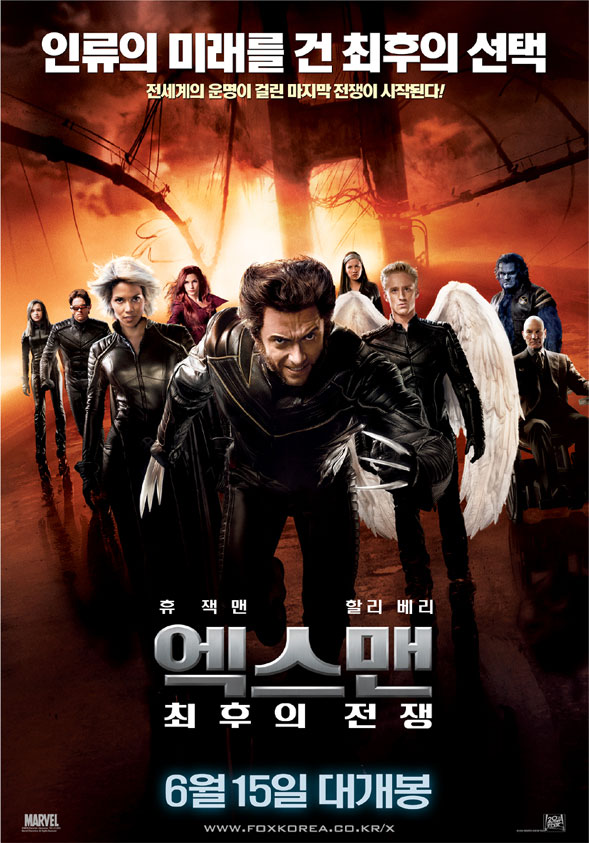 인류의 미래를 건 최후의 선택
전세계의 운명이 걸린 마지막 전쟁이 시작된다!
휴 잭맨 할리 베리
엑스맨
최후의 전쟁
6월 15일 대개봉
MARVEL
WWW.FOXKOREA.CO.KR/X